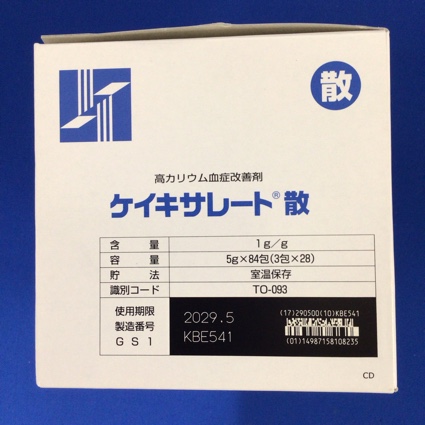 散
高カリウム血症改善剤
ケイキサレート®散
含量 1g/g
容量 5g×84包(3包×28)
貯法 室温保存
識別コード TO-093
使用期限 2029.5
製造番号 KBE541
GS1
(17)290500(10)KBE541
(01)14987158108235
CD